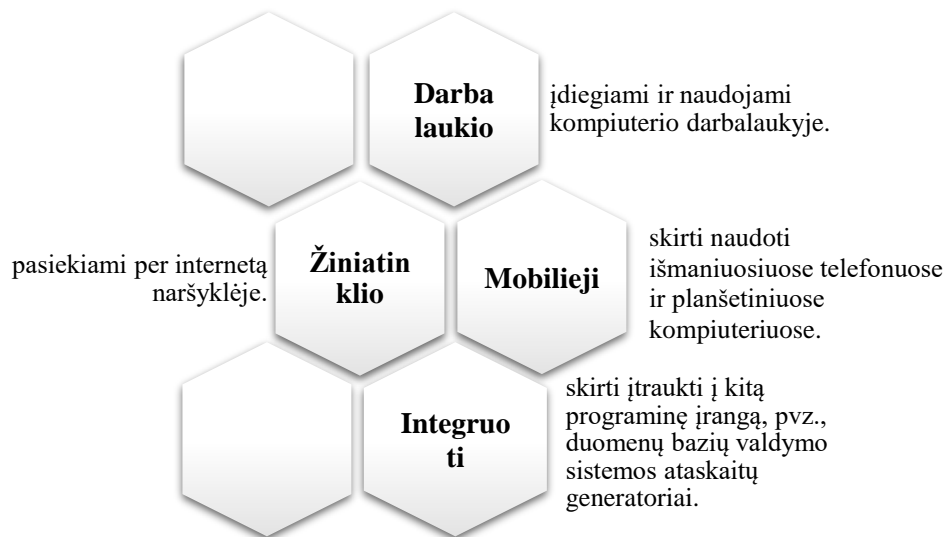 Darba
laukio
įdiegiami ir naudojami
kompiuterio darbalaukyje.
pasiekiami per internetą
naršyklėje.
Žiniatin
klio
Mobilieji
skirti naudoti
išmaniuosiuose telefonuose
ir planšetiniuose
kompiuteriuose.
Integruo
ti
skirti įtraukti į kitą
programinę įrangą, pvz.,
duomenų bazių valdymo
sistemos ataskaitų
generatoriai.